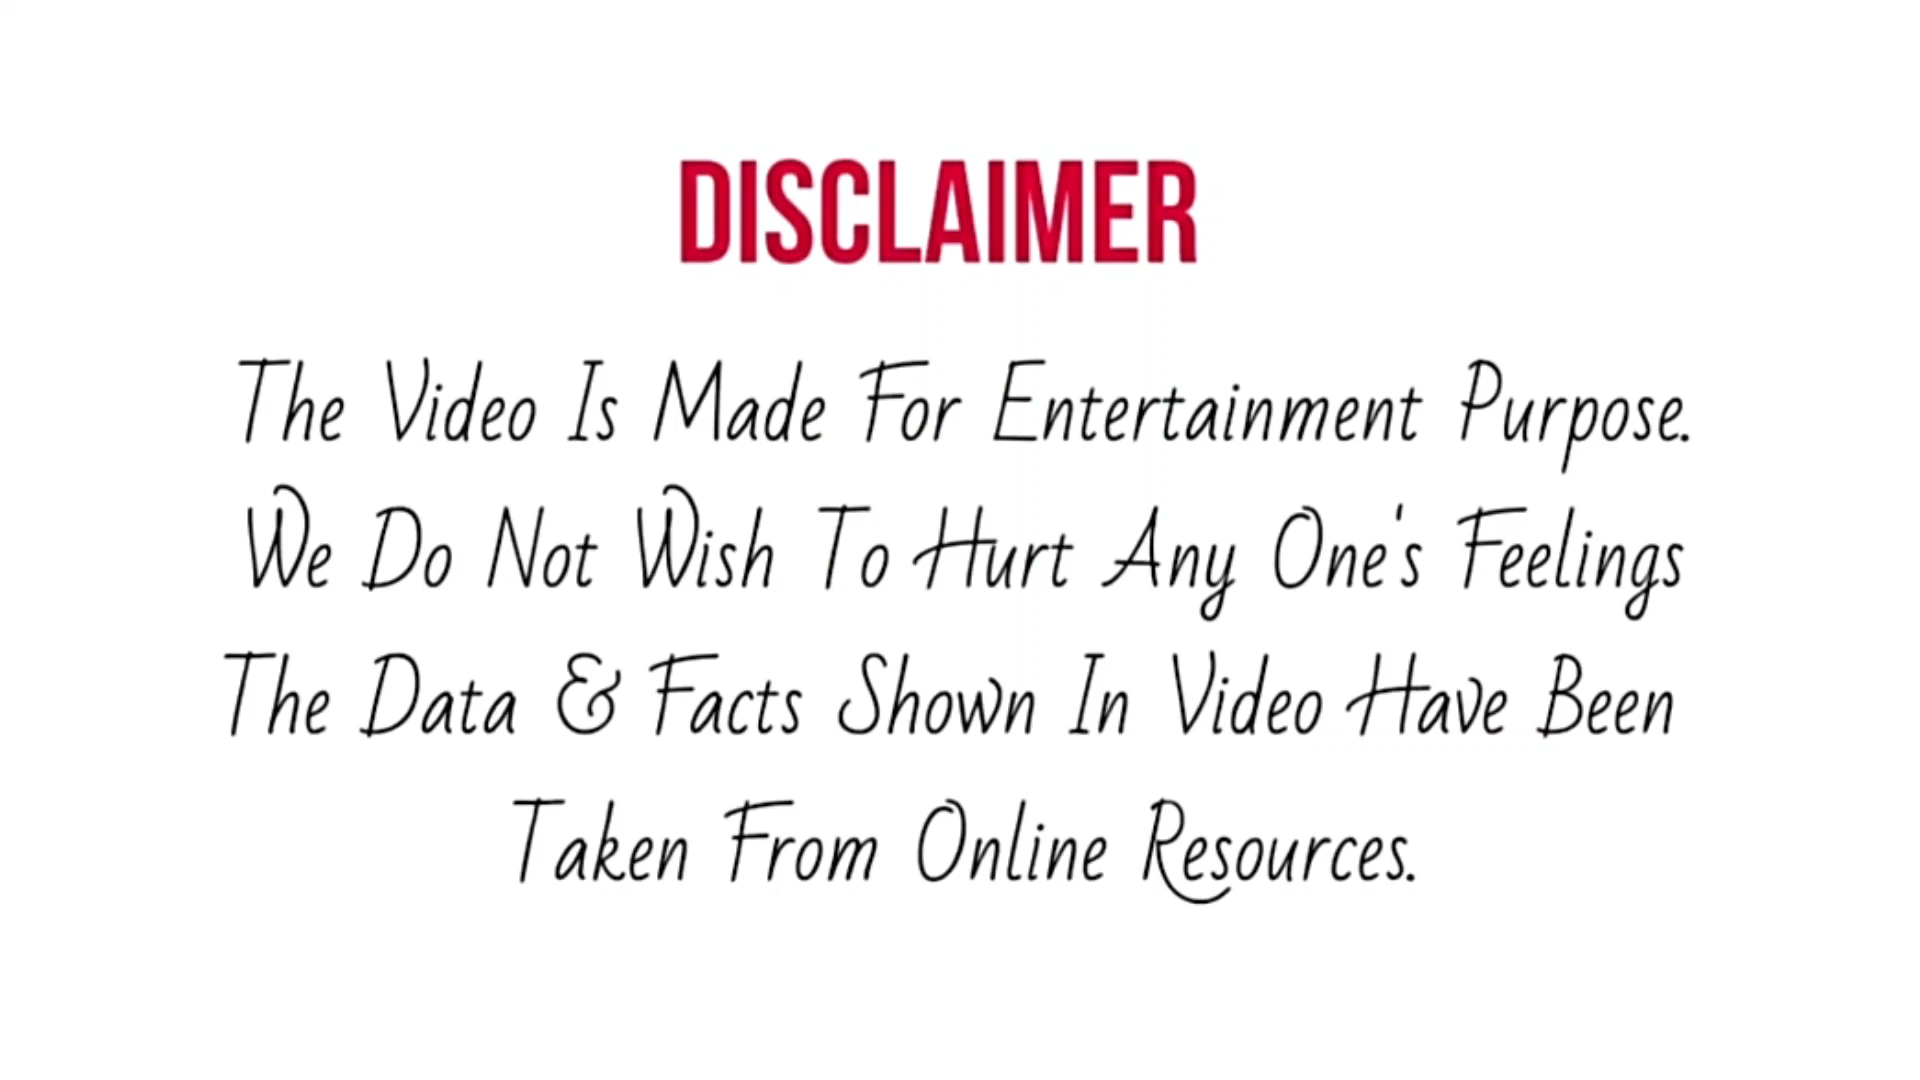 DISCLAIMER
The Video Is Made For Entertainment Purpose.
We Do Not Wish To Hurt Any One's Feelings
The Data & Facts Shown In Video Have Been
Taken From Online Resources.